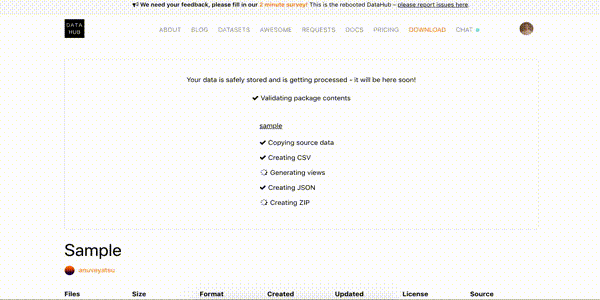 We need your feedback, please fill in our 2 minute survey! This is the rebooted DataHub – please report issues here.
DATA
HUB
ABOUT BLOG DATASETS AWESOME REQUESTS DOCS PRICING DOWNLOAD CHAT
Your data is safely stored and is getting processed - it will be here soon!
Validating package contents
sample
Copying source data
Creating CSV
Generating views
Creating JSON
Creating ZIP
Sample
anuveyatsu
Files Size Format Created Updated License Source